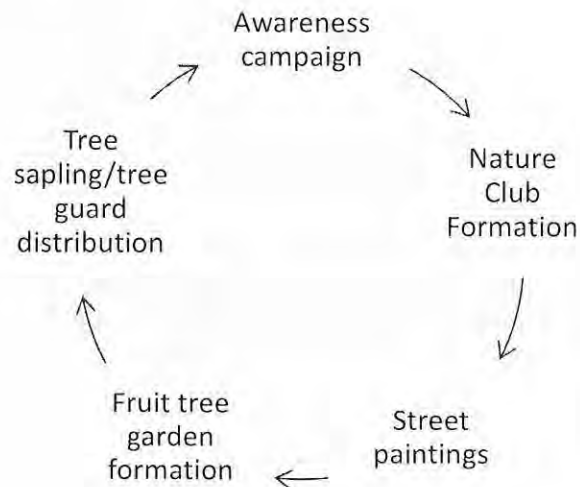 Awareness
campaign
Nature
Club
Formation
Street
paintings
Fruit tree
garden
formation
Tree
sapling/tree
guard
distribution